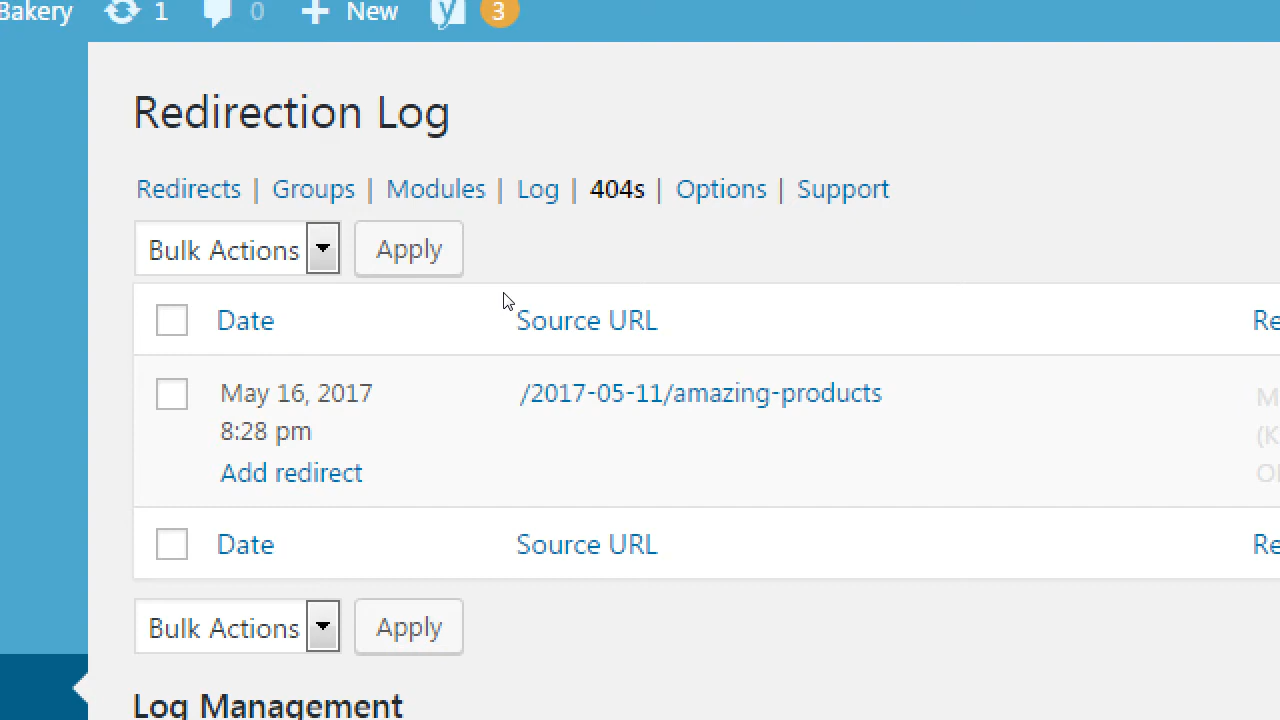 Bakery 1 0 New 3
Redirection Log
Redirects | Groups | Modules | Log | 404s | Options | Support
Bulk Actions Apply
Date Source URL Re
May 16, 2017 /2017-05-11/amazing-products M
8:28 pm (K
Add redirect
Date Source URL Re
Bulk Actions Apply
Log Management